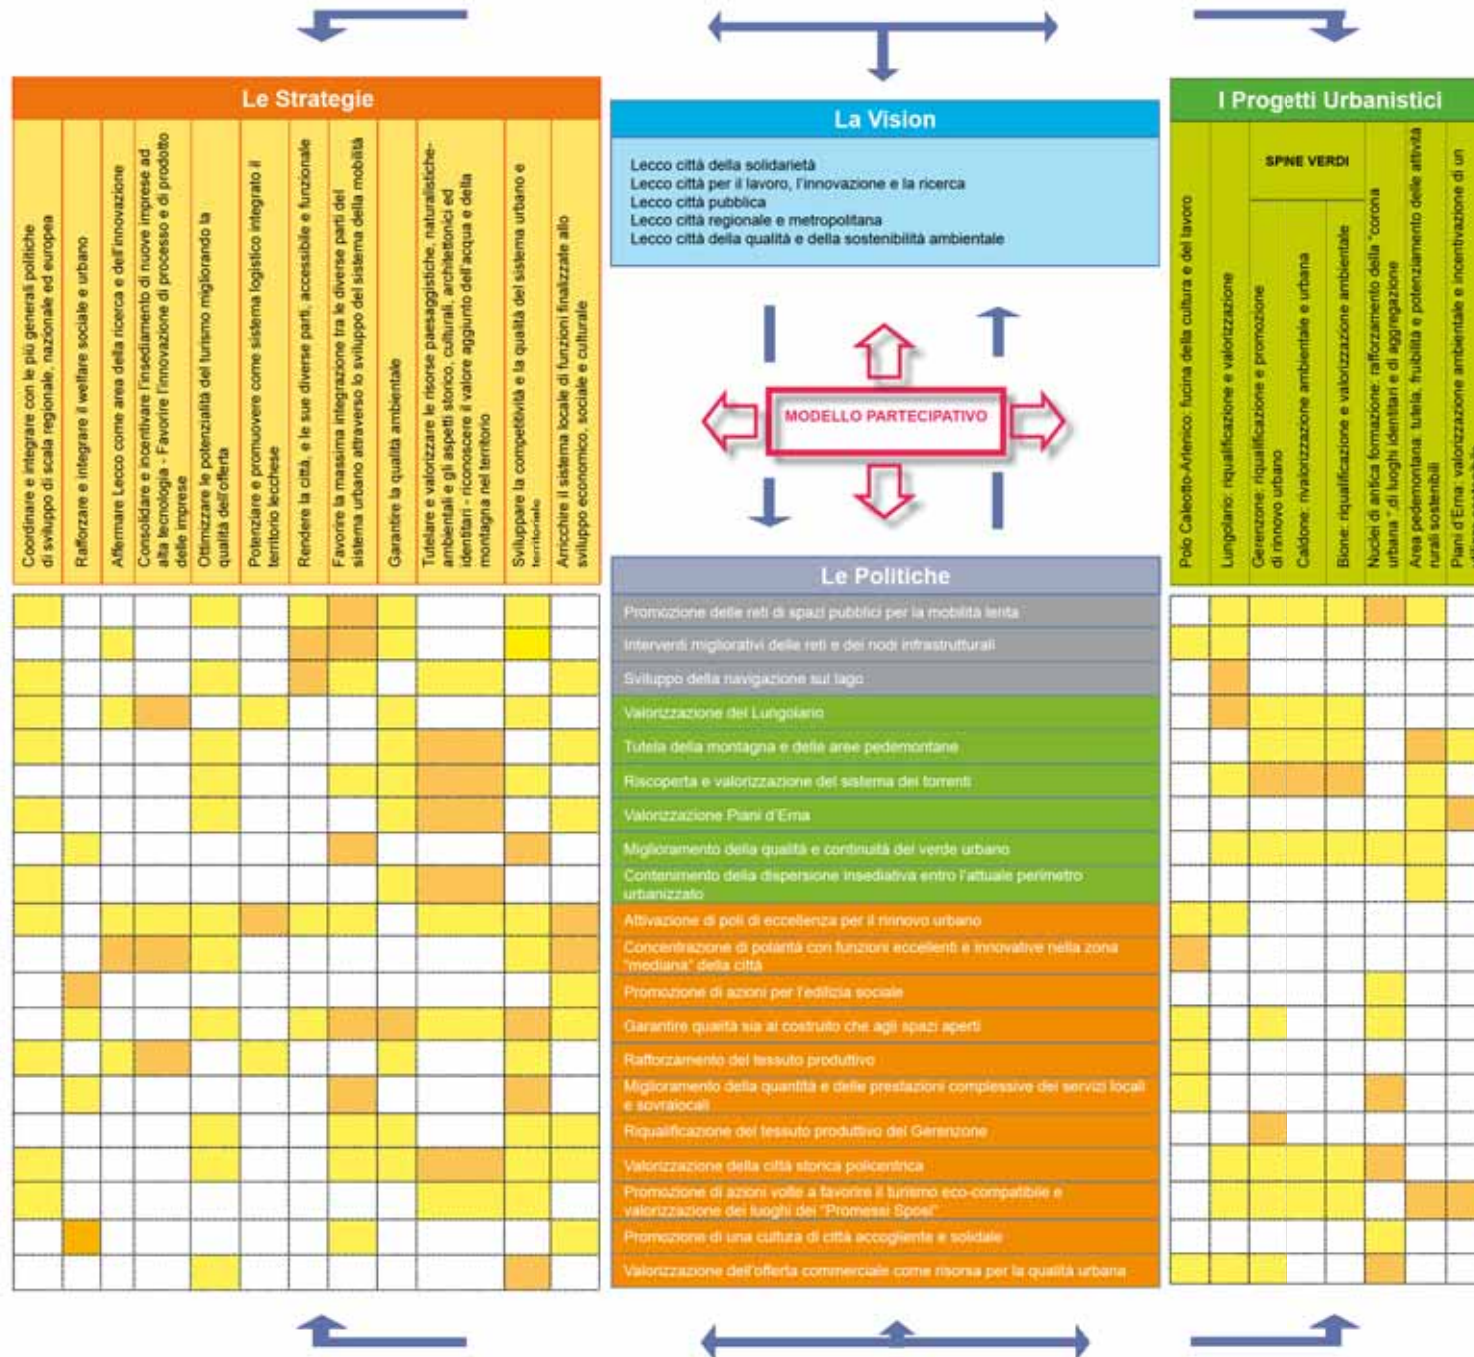 Le Strategie
Coordinare e integrare con le più generali politiche
di sviluppo di scala regionale, nazionale ed europea
Rafforzare e integrare il welfare sociale e urbano
Affermare Lecco come area della ricerca e dell'innovazione
Consolidare e incentivare l'insediamento di nuove imprese ad
alta tecnologia - Favorire l'innovazione di processo e di prodotto
delle imprese
Ottimizzare le potenzialità del turismo migliorando la
qualità dell'offerta
Potenziare e promuovere come sistema logistico integrato il
territorio lecchese
Rendere la città, e le sue diverse parti, accessibile e funzionale
Favorire la massima integrazione tra le diverse parti del
sistema urbano attraverso lo sviluppo del sistema della mobilità
Garantire la qualità ambientale
Tutelare e valorizzare le risorse paesaggistiche, naturalistiche-
ambientali e gli aspetti storico, culturali, architettonici ed
identitari - riconoscere il valore aggiunto dell'acqua e della
montagna nel territorio
Sviluppare la competitività e la qualità del sistema urbano e
territoriale
Arricchire il sistema locale di funzioni finalizzate allo
sviluppo economico, sociale e culturale
La Vision
Lecco città della solidarietà
Lecco città per il lavoro, l'innovazione e la ricerca
Lecco città pubblica
Lecco città regionale e metropolitana
Lecco città della qualità e della sostenibilità ambientale
MODELLO PARTECIPATIVO
I Progetti Urbanistici
SPINE VERDI
Polo Caleotto-Arlenico: fucina della cultura e del lavoro
Lungolario: riqualificazione e valorizzazione
Gerenzone: riqualificazione e promozione
di rinnovo urbano
Caldone: rivalorizzazione ambientale e urbana
Bione: riqualificazione e valorizzazione ambientale
Nuclei di antica formazione: rafforzamento della "corona
urbana " ,di luoghi identitari e di aggregazione
Area pedemontana: tutela, fruibilità e potenziamento delle attività
rurali sostenibili
Piani d'Erna: valorizzazione ambientale e incentivazione di un
Le Politiche
Promozione delle reti di spazi pubblici per la mobilità lenta
Interventi migliorativi delle reti e dei nodi infrastrutturali
Sviluppo della navigazione sul lago
Valorizzazione del Lungolario
Tutela della montagna e delle aree pedemontane
Riscoperta e valorizzazione del sistema dei torrenti
Valorizzazione Piani d'Erna
Miglioramento della qualità e continuità del verde urbano
Contenimento della dispersione insediativa entro l'attuale perimetro
urbanizzato
Attivazione di poli di eccellenza per il rinnovo urbano
Concentrazione di polarità con funzioni eccellenti e innovative nella zona
"mediana" della città
Promozione di azioni per l'edilizia sociale
Garantire qualità sia al costruito che agli spazi aperti
Rafforzamento del tessuto produttivo
Miglioramento della quantità e delle prestazioni complessive dei servizi locali
e sovralocali
Riqualificazione del tessuto produttivo del Gerenzone
Valorizzazione della città storica policentrica
Promozione di azioni volte a favorire il turismo eco-compatibile e
valorizzazione dei luoghi dei "Promessi Sposi"
Promozione di una cultura di città accogliente e solidale
Valorizzazione dell'offerta commerciale come risorsa per la qualità urbana